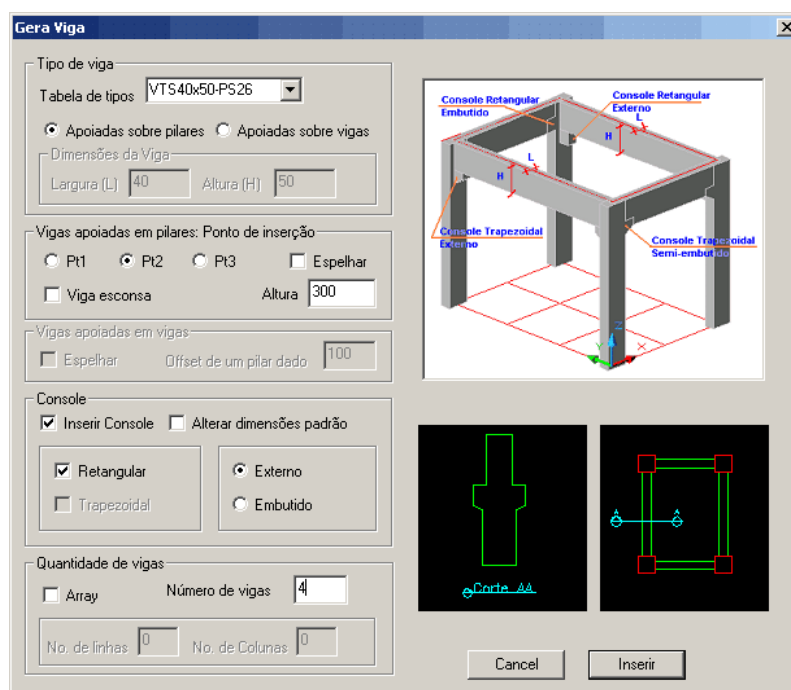 Gera Viga
Tipo de viga
Tabela de tipos VTS40x50-PS26
Apoiadas sobre pilares Apoiadas sobre vigas
Dimensões da Viga
Largura (L) 40 Altura (H) 50
Vigas apoiadas em pilares: Ponto de inserção
Pt1 Pt2 Pt3 Espelhar
Viga esconsa Altura 300
Vigas apoiadas em vigas
Espelhar Offset de um pilar dado 100
Console
Inserir Console Alterar dimensões padrão
Retangular Externo
Trapezoidal Embutido
Quantidade de vigas
Array Número de vigas 4
No. de linhas 0 No. de Colunas 0
Console Retangular
Embutido
Console Retangular
Externo
L
H
L
H
Console Trapezoidal
Externo
Console Trapezoidal
Semi-embutido
Z
Y X
Corte AA
A A
Cancel Inserir